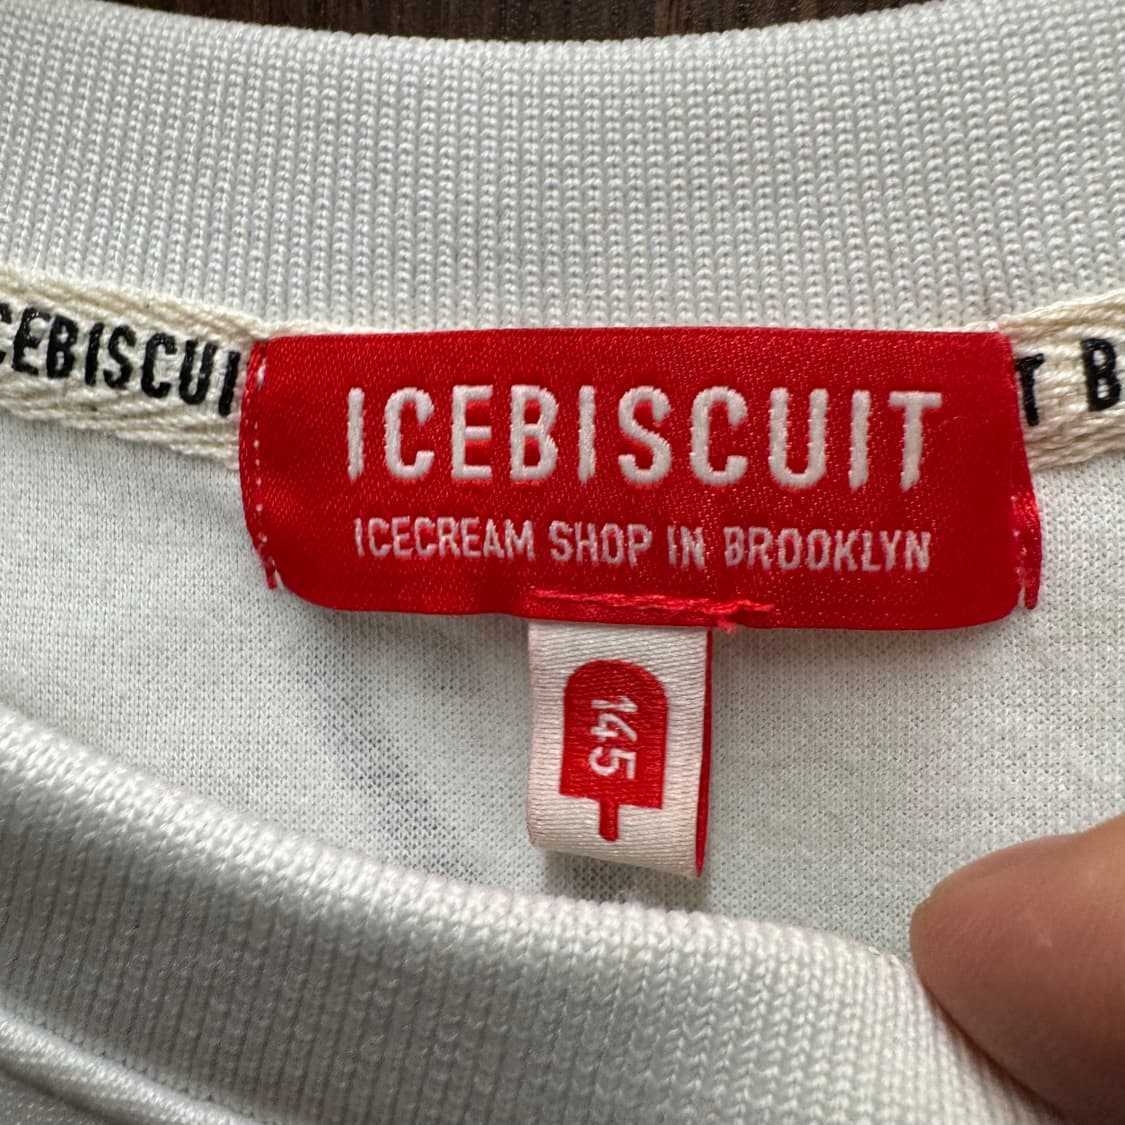 CEBISCUI
T B
ICEBISCUIT
ICECREAM SHOP IN BROOKLYN
145